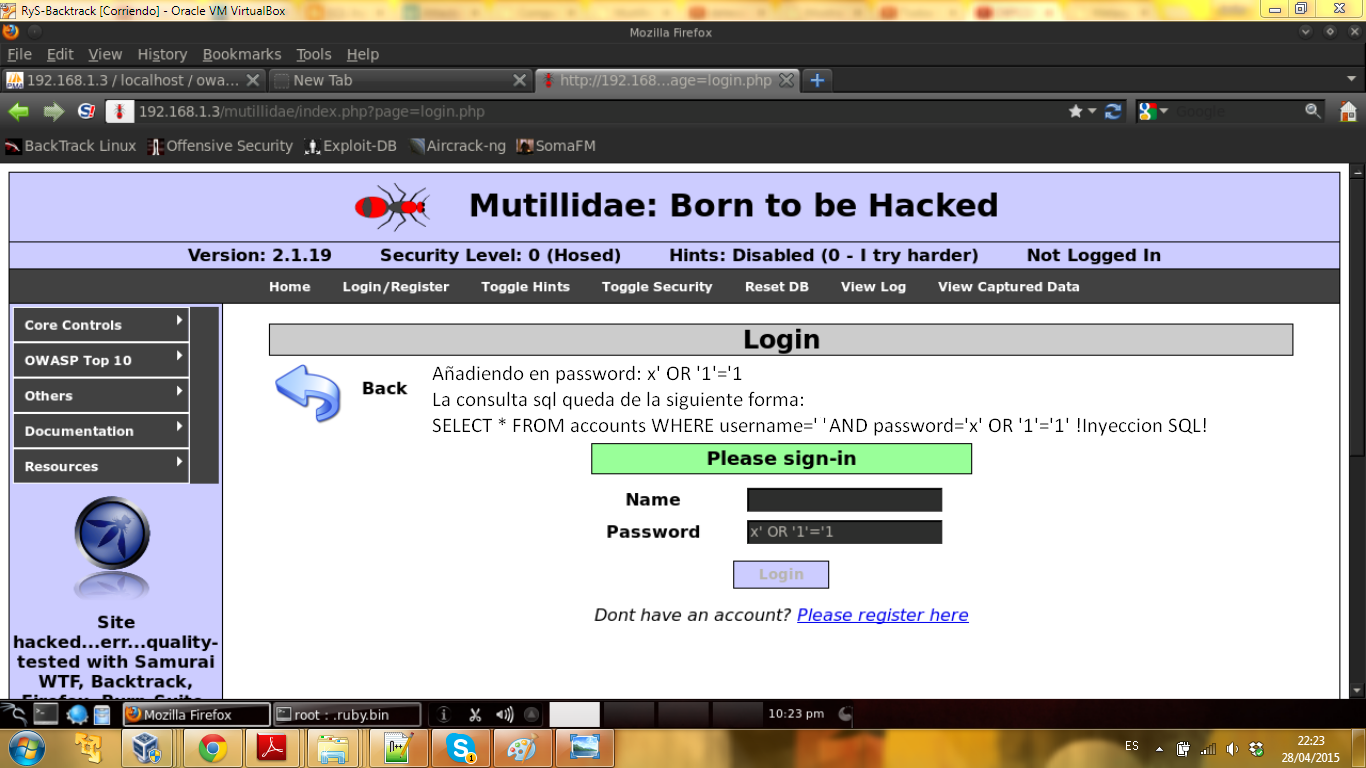 RyS-Backtrack [Corriendo] - Oracle VM VirtualBox
Mozilla Firefox
File Edit View History Bookmarks Tools Help
192.168.1.3 / localhost / owa... New Tab http://192.168...age=login.php
192.168.1.3/mutillidae/index.php?page=login.php Google
BackTrack Linux Offensive Security Exploit-DB Aircrack-ng SomaFM
Mutillidae: Born to be Hacked
Version: 2.1.19 Security Level: 0 (Hosed) Hints: Disabled (0 - I try harder) Not Logged In
Home Login/Register Toggle Hints Toggle Security Reset DB View Log View Captured Data
Core Controls
OWASP Top 10
Others
Documentation
Resources
Site
hacked...err...quality-
tested with Samurai
WTF, Backtrack,
Firefox, Burp-Suite,
Login
Back
Añadiendo en password: x' OR '1'='1
La consulta sql queda de la siguiente forma:
SELECT * FROM accounts WHERE username=' 'AND password='x' OR '1'='1' !Inyeccion SQL!
Please sign-in
Name
Password x' OR '1'='1
Login
Dont have an account? Please register here
Mozilla Firefox root : .ruby.bin 10:23 pm
ES 22:23
28/04/2015